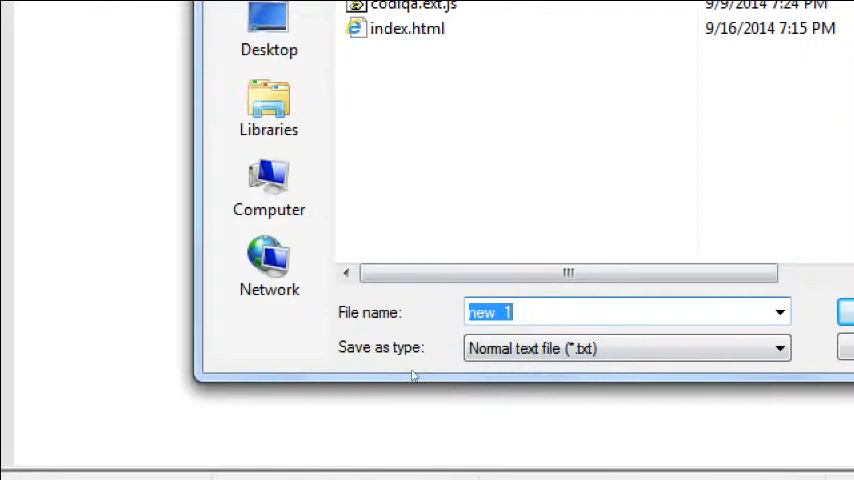 codiqa.ext.js 9/9/2014 7:24 PM
Desktop
index.html 9/16/2014 7:15 PM
Libraries
Computer
Network
File name: new 1
Save as type: Normal text file (*.txt)